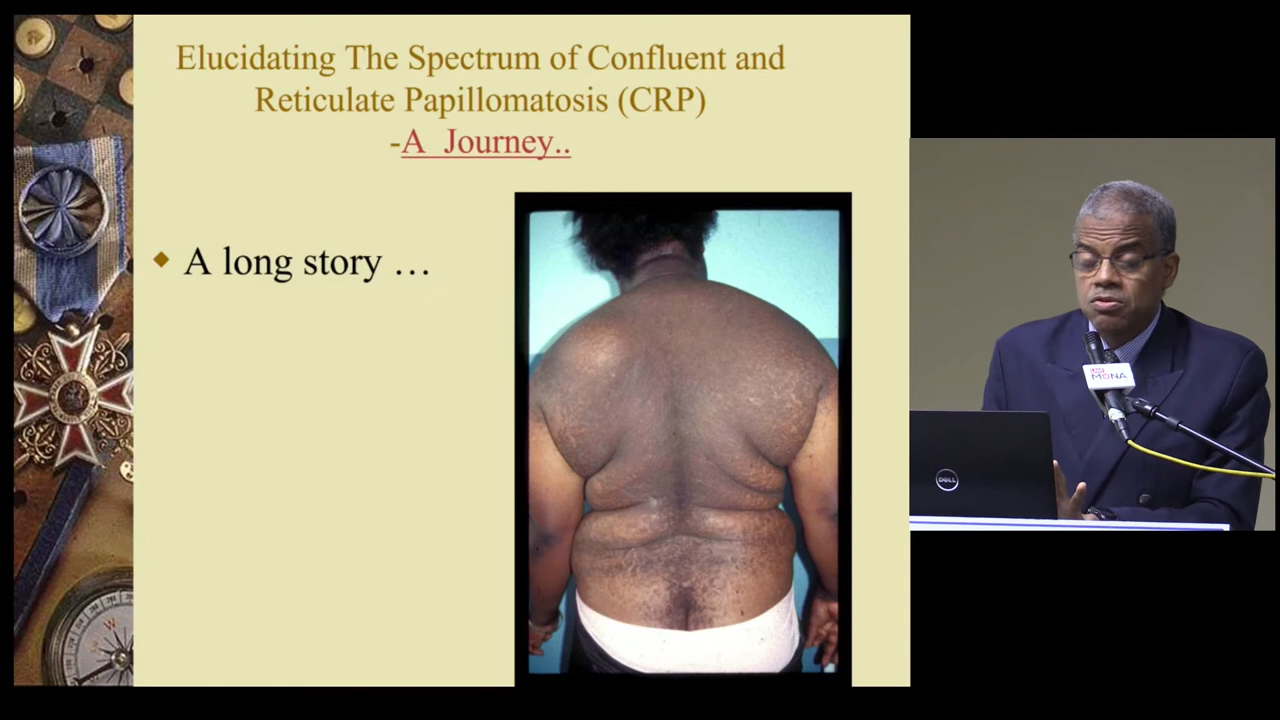 Elucidating The Spectrum of Confluent and
Reticulate Papillomatosis (CRP)
-A Journey..
A long story …
MONA
DELL
W